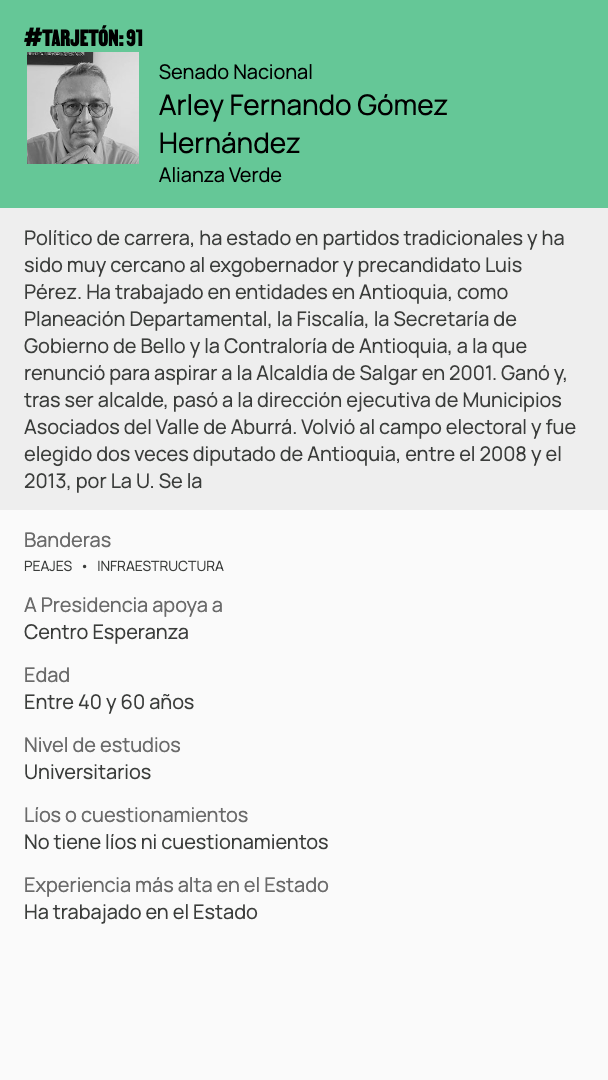 #TARJETÓN: 91
Senado Nacional
Arley Fernando Gómez
Hernández
Alianza Verde
Político de carrera, ha estado en partidos tradicionales y ha
sido muy cercano al exgobernador y precandidato Luis
Pérez. Ha trabajado en entidades en Antioquia, como
Planeación Departamental, la Fiscalía, la Secretaría de
Gobierno de Bello y la Contraloría de Antioquia, a la que
renunció para aspirar a la Alcaldía de Salgar en 2001. Ganó y,
tras ser alcalde, pasó a la dirección ejecutiva de Municipios
Asociados del Valle de Aburrá. Volvió al campo electoral y fue
elegido dos veces diputado de Antioquia, entre el 2008 y el
2013, por La U. Se la
Banderas
PEAJES • INFRAESTRUCTURA
A Presidencia apoya a
Centro Esperanza
Edad
Entre 40 y 60 años
Nivel de estudios
Universitarios
Líos o cuestionamientos
No tiene líos ni cuestionamientos
Experiencia más alta en el Estado
Ha trabajado en el Estado